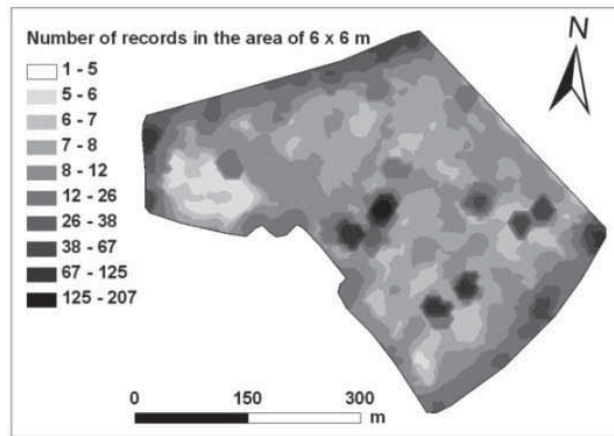 Number of records in the area of 6 x 6 m
N
1 - 5
5 - 6
6 - 7
7 - 8
8 - 12
12 - 26
26 - 38
38 - 67
67 - 125
125 - 207
0 150 300
m